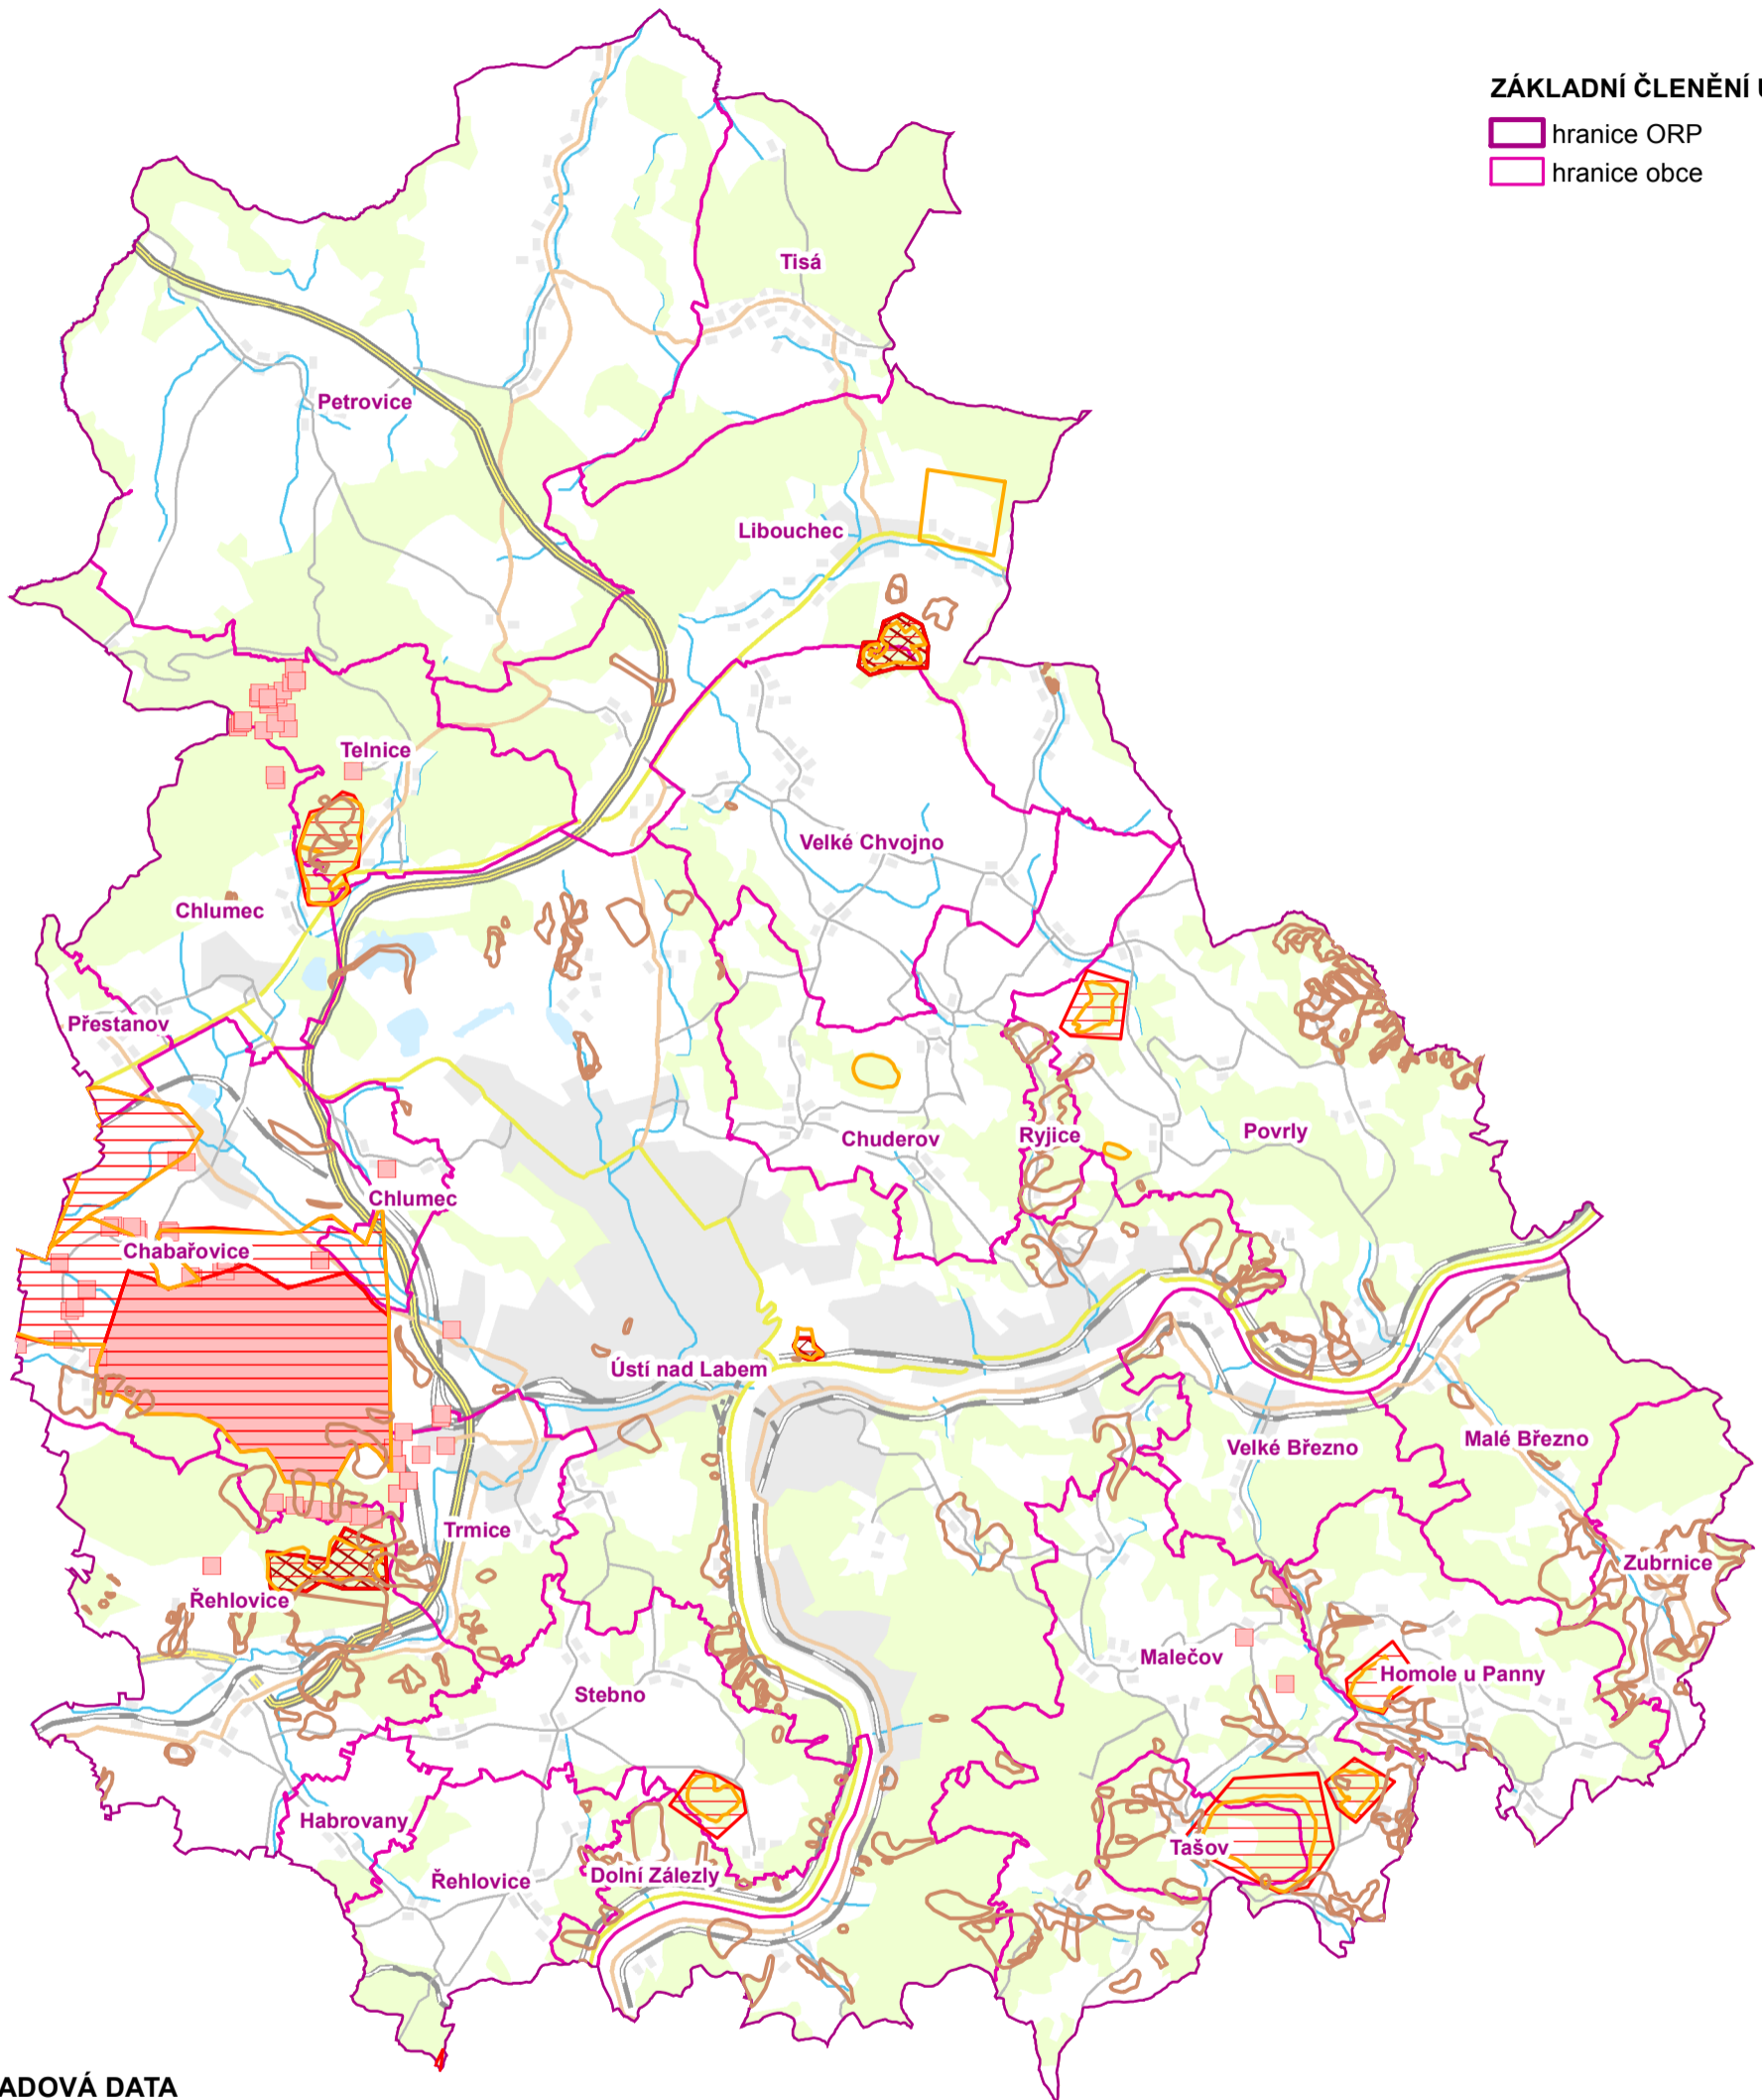 ZÁKLADNÍ ČLENĚNÍ
hranice ORP
hranice obce
Tisá
Petrovice
Libouchec
Telnice
Velké Chvojno
Chlumec
Přestanov
Chuderov
Ryjice
Povrly
Chlumec
Chabařovice
Ústí nad Labem
Velké Březno
Malé Březno
Trmice
Zubrnice
Řehlovice
Malečov
Homole u Panny
Stebno
Habrovany
Tašov
Řehlovice
Dolní Zálezly
ADOVÁ DATA